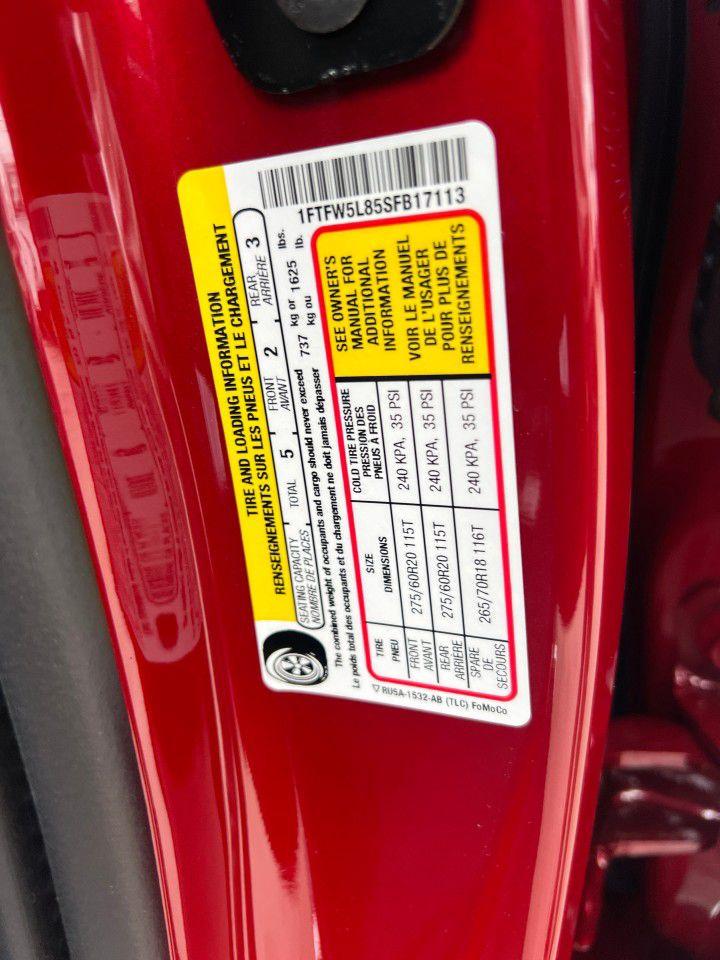 1FTFW5L85SFB17113
TIRE AND LOADING INFORMATION
RENSEIGNEMENTS SUR LES PNEUS ET LE CHARGEMENT
SEATING CAPACITY TOTAL 5 FRONT 2 REAR 3
NOMBRE DE PLACES AVANT ARRIÈRE
The combined weight of occupants and cargo should never exceed 737 kg or 1625 lbs.
Le poids total des occupants et du chargement ne doit jamais dépasser kg ou lb.
TIRE SIZE COLD TIRE PRESSURE
PNEU DIMENSIONS PRESSION DES
PNEUS À FROID
FRONT 275/60R20 115T 240 KPA, 35 PSI
AVANT
REAR 275/60R20 115T 240 KPA, 35 PSI
ARRIÈRE
SPARE 265/70R18 116T 240 KPA, 35 PSI
DE
SECOURS
SEE OWNER'S
MANUAL FOR
ADDITIONAL
INFORMATION
VOIR LE MANUEL
DE L'USAGER
POUR PLUS DE
RENSEIGNEMENTS
RU5A-1532-AB (TLC) FoMoCo